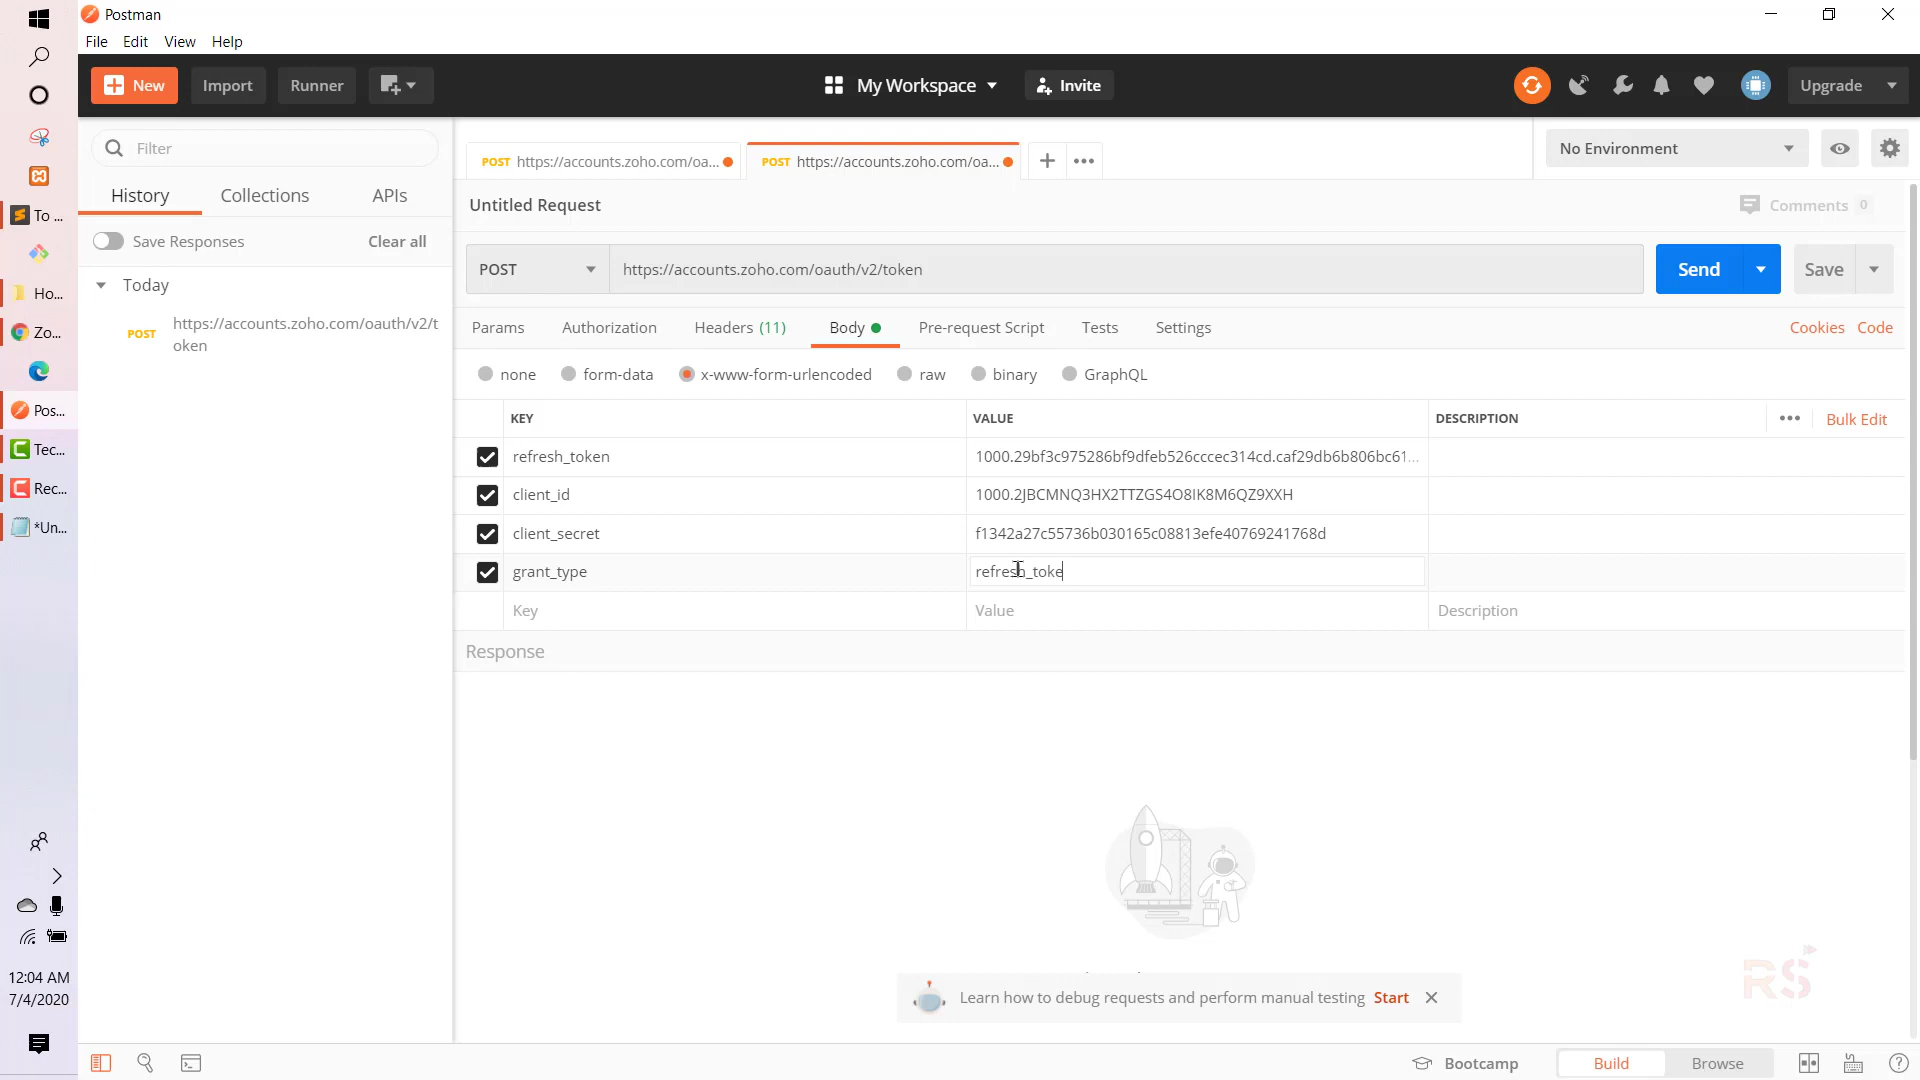 Postman
File Edit View Help
New Import Runner My Workspace Invite Upgrade
Filter
History Collections APIs
Save Responses Clear all
Today
POST https://accounts.zoho.com/oauth/v2/t
oken
POST https://accounts.zoho.com/oa... POST https://accounts.zoho.com/oa... No Environment
Untitled Request Comments 0
POST https://accounts.zoho.com/oauth/v2/token Send Save
Params Authorization Headers (11) Body Pre-request Script Tests Settings Cookies Code
none form-data x-www-form-urlencoded raw binary GraphQL
KEY VALUE DESCRIPTION Bulk Edit
refresh_token 1000.29bf3c975286bf9dfeb526cccec314cd.caf29db6b806bc61...
client_id 1000.2JBCMNQ3HX2TTZGS4O8IK8M6QZ9XXH
client_secret f1342a27c55736b030165c08813efe40769241768d
grant_type refresh_toke
Key Value Description
Response
Learn how to debug requests and perform manual testing Start
RS
Bootcamp Build Browse
To ...
Ho...
Zo...
Pos...
Tec...
Rec...
*Un...
12:04 AM
7/4/2020